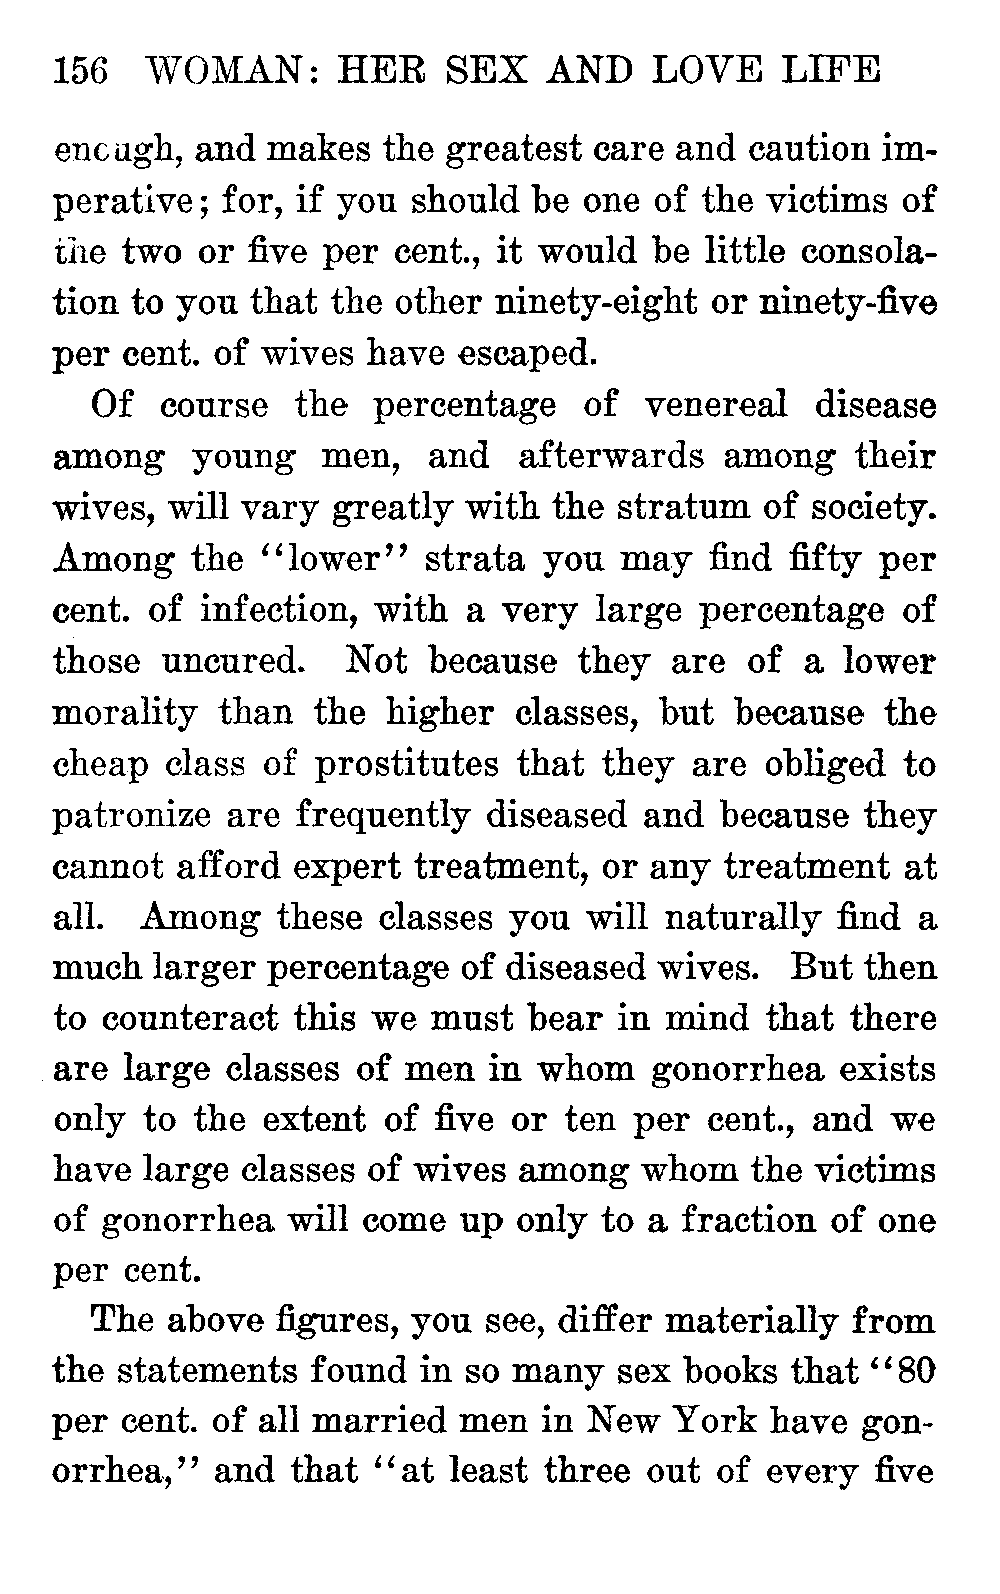 156 WOMAN: HER SEX AND LOVE LIFE
enough, and makes the greatest care and caution im-
perative; for, if you should be one of the victims of
the two or five per cent., it would be little consola-
tion to you that the other ninety-eight or ninety-five
per cent. of wives have escaped.
Of course the percentage of venereal disease
among young men, and afterwards among their
wives, will vary greatly with the stratum of society.
Among the "lower" strata you may find fifty per
cent. of infection, with a very large percentage of
those uncured. Not because they are of a lower
morality than the higher classes, but because the
cheap class of prostitutes that they are obliged to
patronize are frequently diseased and because they
cannot afford expert treatment, or any treatment at
all. Among these classes you will naturally find a
much larger percentage of diseased wives. But then
to counteract this we must bear in mind that there
are large classes of men in whom gonorrhea exists
only to the extent of five or ten per cent., and we
have large classes of wives among whom the victims
of gonorrhea will come up only to a fraction of one
per cent.
The above figures, you see, differ materially from
the statements found in so many sex books that "80
per cent. of all married men in New York have gon-
orrhea," and that "at least three out of every five